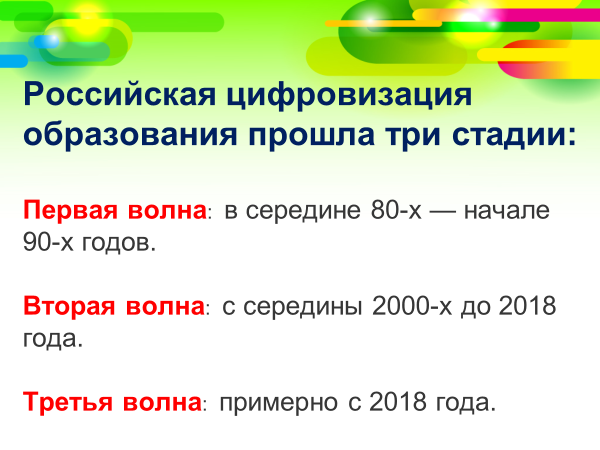 Российская цифровизация
образования прошла три стадии:
Первая волна: в середине 80-х — начале
90-х годов.
Вторая волна: с середины 2000-х до 2018
года.
Третья волна: примерно с 2018 года.